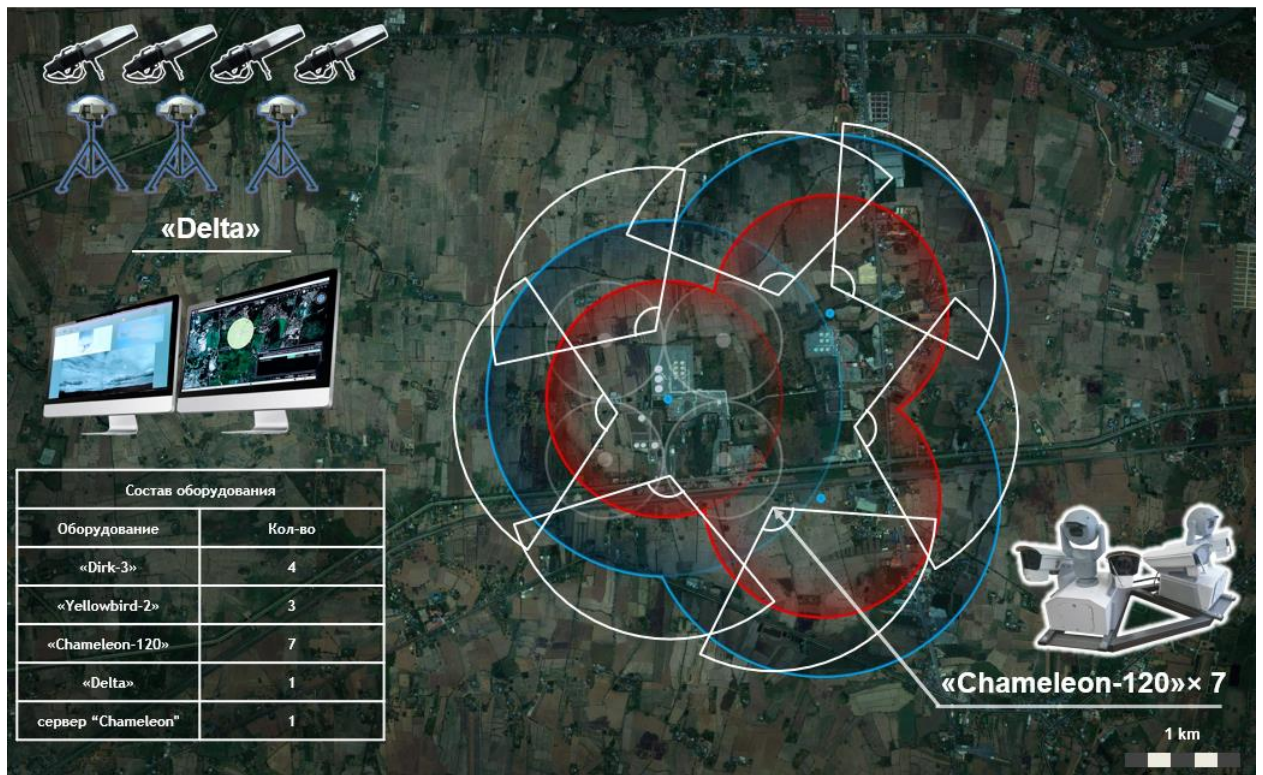 «Delta»
Состав оборудования
Оборудование Кол-во
«Dirk-3» 4
«Yellowbird-2» 3
«Chameleon-120» 7
«Delta» 1
сервер “Chameleon” 1
«Chameleon-120»× 7
1 km